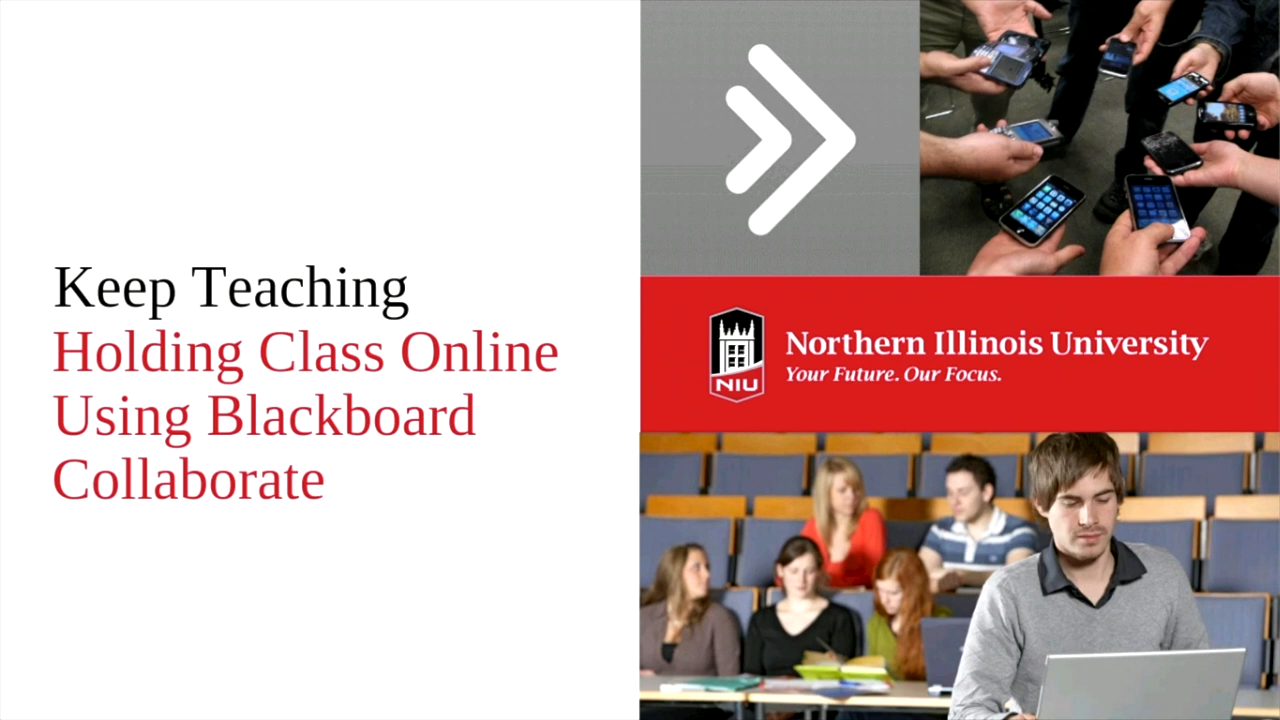 Keep Teaching
Holding Class Online
Using Blackboard
Collaborate
NIU
Northern Illinois University
Your Future. Our Focus.